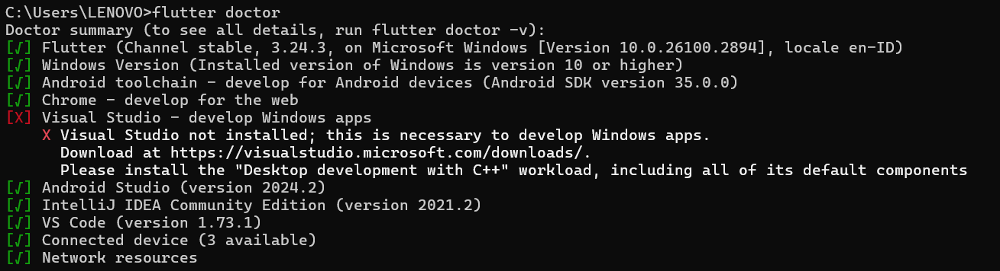 C:\Users\LENOVO>flutter doctor
Doctor summary (to see all details, run flutter doctor -v):
[√] Flutter (Channel stable, 3.24.3, on Microsoft Windows [Version 10.0.26100.2894], locale en-ID)
[√] Windows Version (Installed version of Windows is version 10 or higher)
[√] Android toolchain - develop for Android devices (Android SDK version 35.0.0)
[√] Chrome - develop for the web
[X] Visual Studio - develop Windows apps
    X Visual Studio not installed; this is necessary to develop Windows apps.
      Download at https://visualstudio.microsoft.com/downloads/.
      Please install the "Desktop development with C++" workload, including all of its default components
[√] Android Studio (version 2024.2)
[√] IntelliJ IDEA Community Edition (version 2021.2)
[√] VS Code (version 1.73.1)
[√] Connected device (3 available)
[√] Network resources